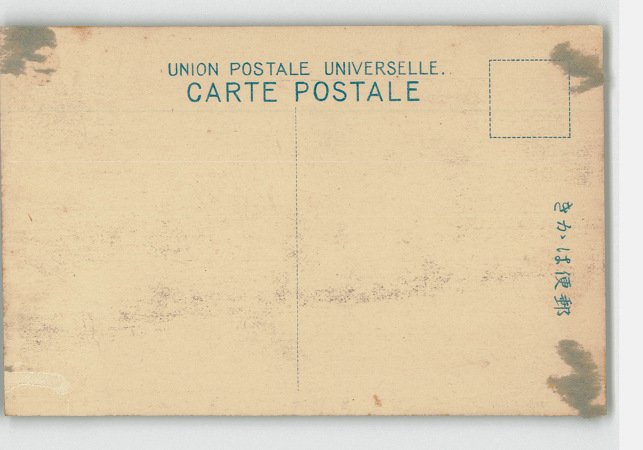 UNION POSTALE UNIVERSELLE.
CARTE POSTALE
きかは便郵